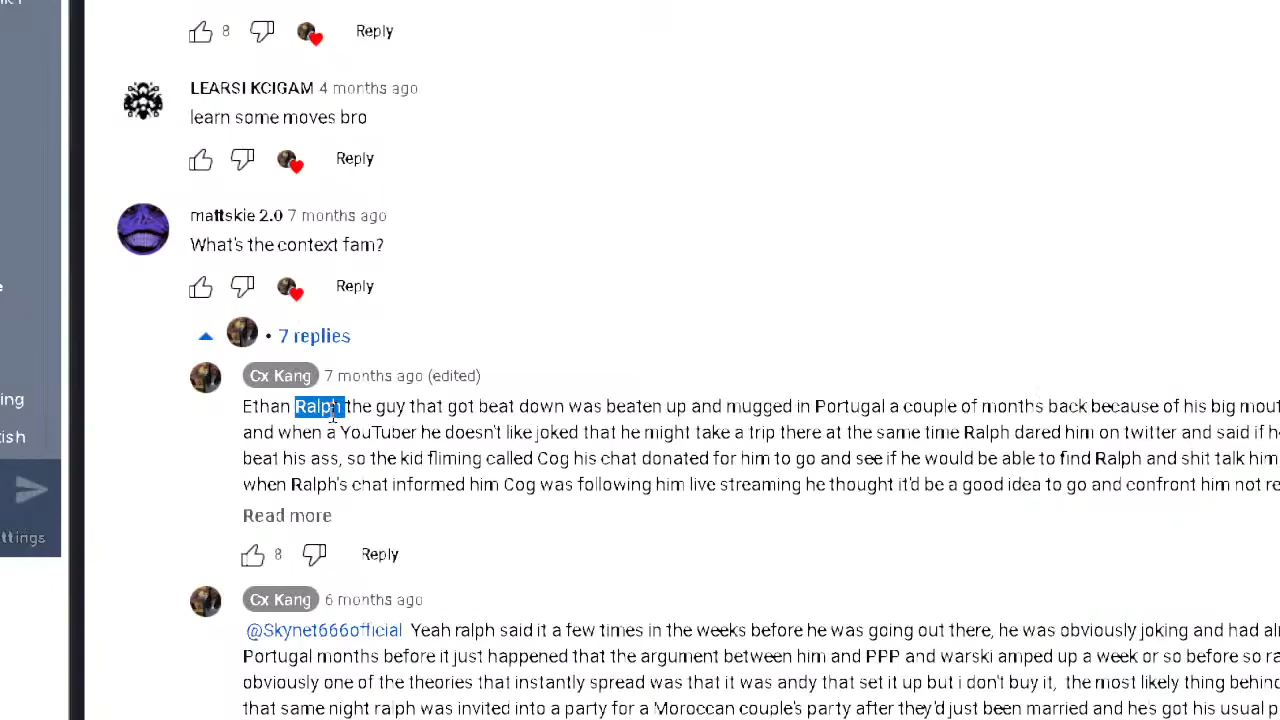 8 Reply
LEARSI KCIGAM 4 months ago
learn some moves bro
Reply
mattskie 2.0 7 months ago
What's the context fam?
Reply
• 7 replies
Cx Kang 7 months ago (edited)
Ethan Ralph the guy that got beat down was beaten up and mugged in Portugal a couple of months back because of his big
ing
and when a YouTuber he doesn't like joked that he might take a trip there at the same time Ralph dared him on twitter and said if
tish
beat his ass, so the kid fliming called Cog his chat donated for him to go and see if he would be able to find Ralph and shit talk him
when Ralph's chat informed him Cog was following him live streaming he thought it'd be a good idea to go and confront him not
Read more
ttings
8 Reply
Cx Kang 6 months ago
@Skynet666official Yeah ralph said it a few times in the weeks before he was going out there, he was obviously joking and had
Portugal months before it just happened that the argument between him and PPP and warski amped up a week or so before so
obviously one of the theories that instantly spread was that it was andy that set it up but i don't buy it, the most likely thing
that same night ralph was invited into a party for a Moroccan couple's party after they'd just been married and he's got his usual